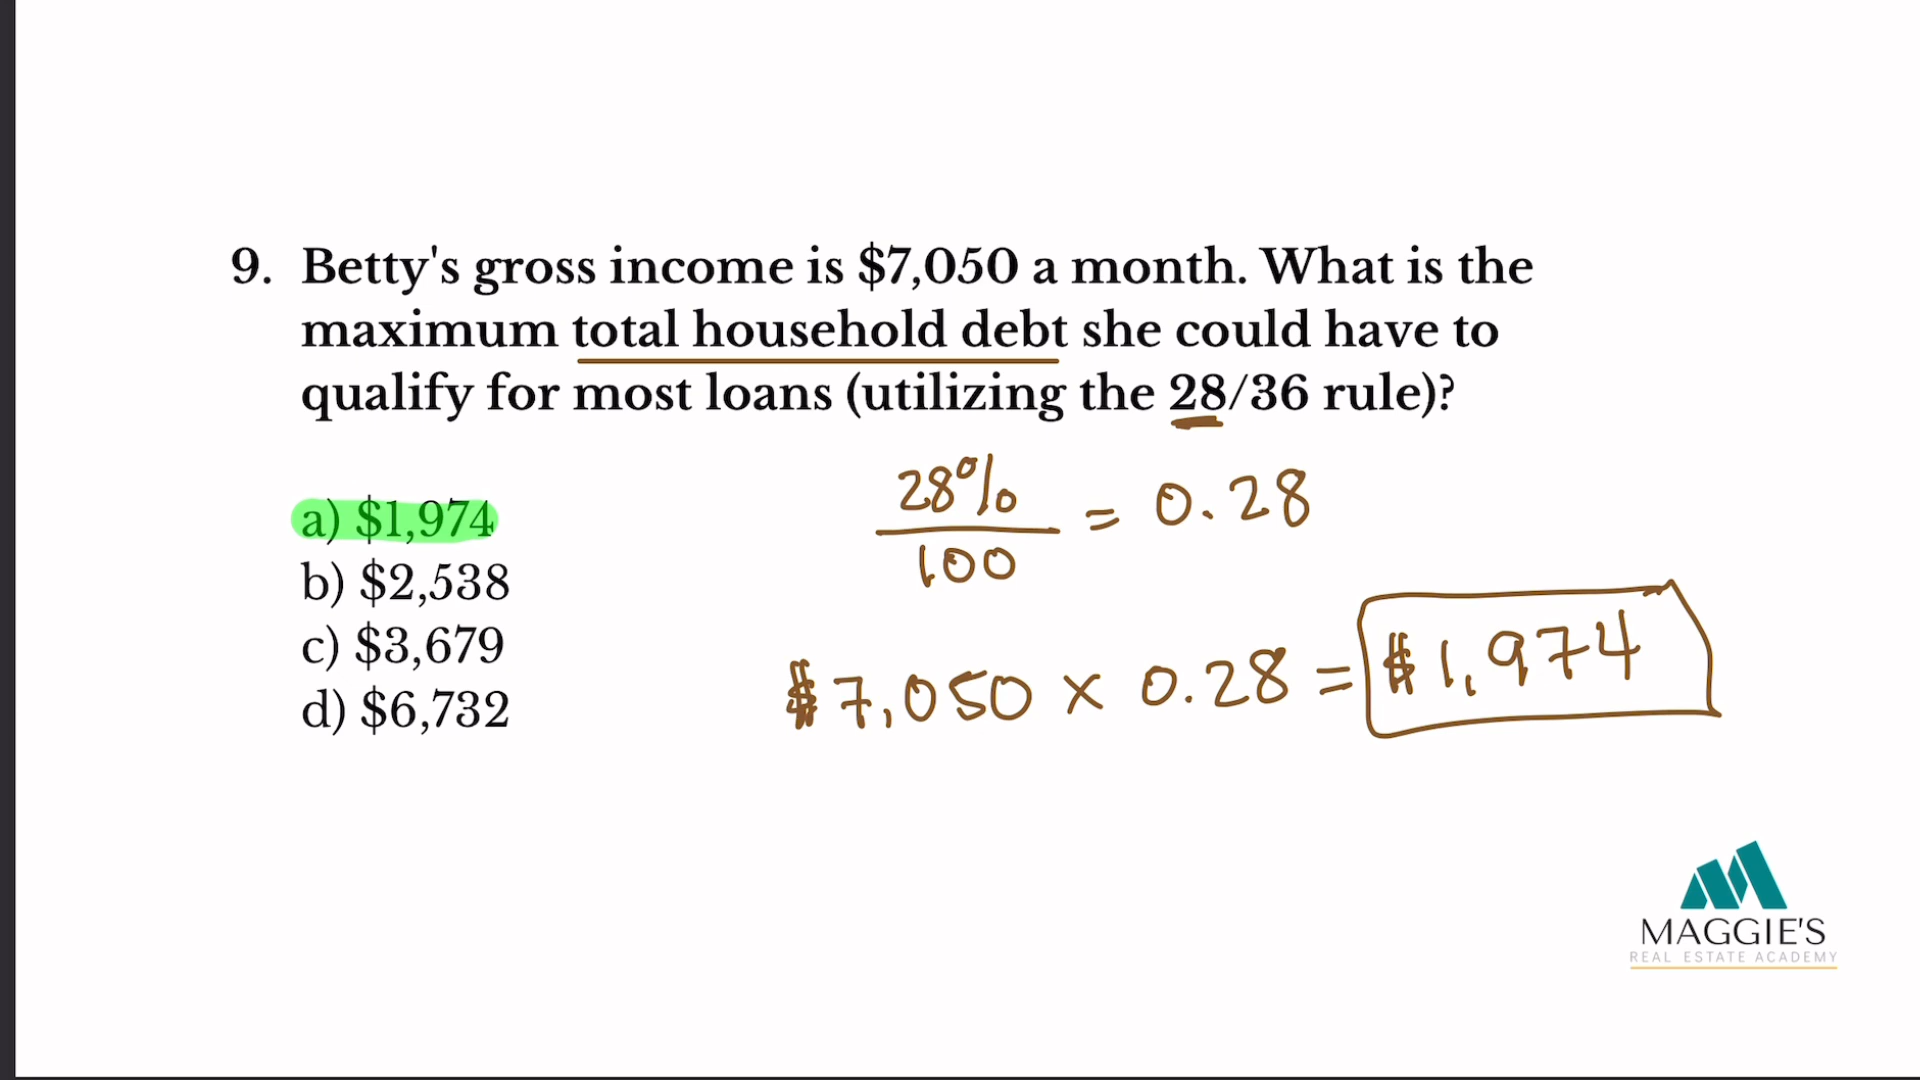 9. Betty's gross income is $7,050 a month. What is the
maximum total household debt she could have to
qualify for most loans (utilizing the 28/36 rule)?
a) $1,974
b) $2,538
c) $3,679
d) $6,732
28%
100
= 0.28
$7,050 x 0.28 = $1,974
MAGGIE'S
REAL ESTATE ACADEMY